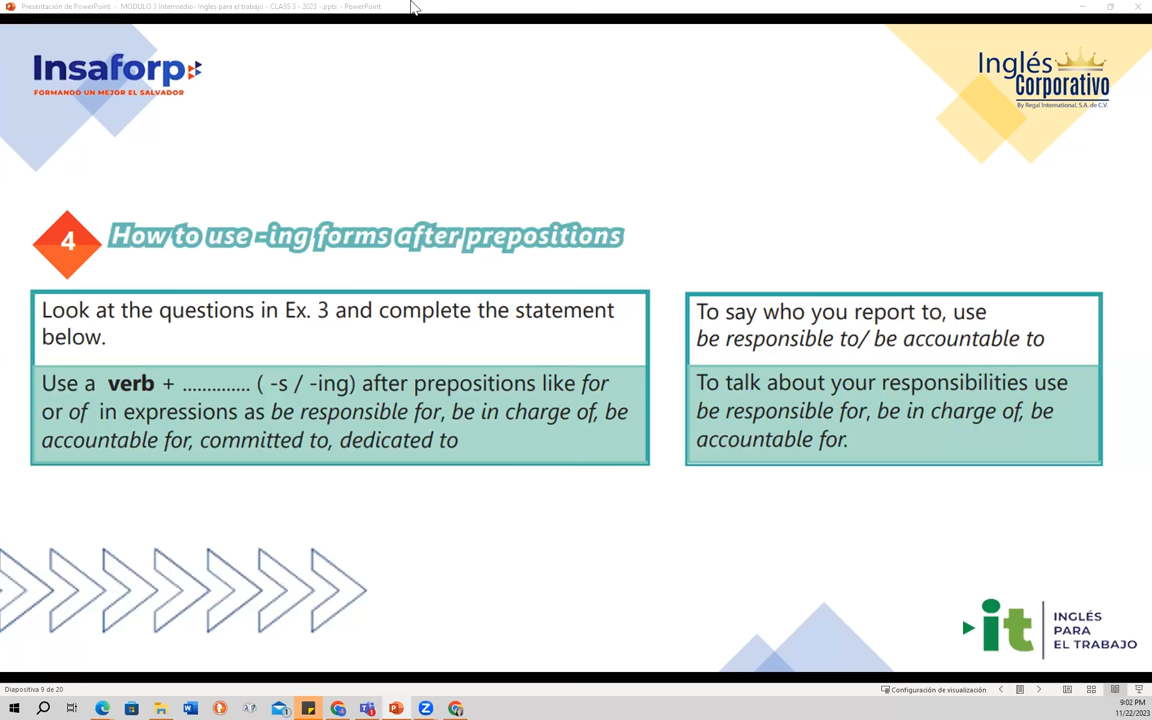 Presentación de PowerPoint - MODULO 3 Intermedio- Ingles para el trabajo - CLASS 3 - 2023 -.pptx - PowerPoint
Insaforp
FORMANDO UN MEJOR EL SALVADOR
Inglés
Corporativo
By Regal International, S.A. de C.V.
4
How to use -ing forms after prepositions
Look at the questions in Ex. 3 and complete the statement
below.
Use a verb + .............. ( -s / -ing) after prepositions like for
or of in expressions as be responsible for, be in charge of, be
accountable for, committed to, dedicated to
To say who you report to, use
be responsible to/ be accountable to
To talk about your responsibilities use
be responsible for, be in charge of, be
accountable for.
it
INGLÉS
PARA
EL TRABAJO
Diapositiva 9 de 20
Configuración de visualización
9:02 PM
11/22/2023